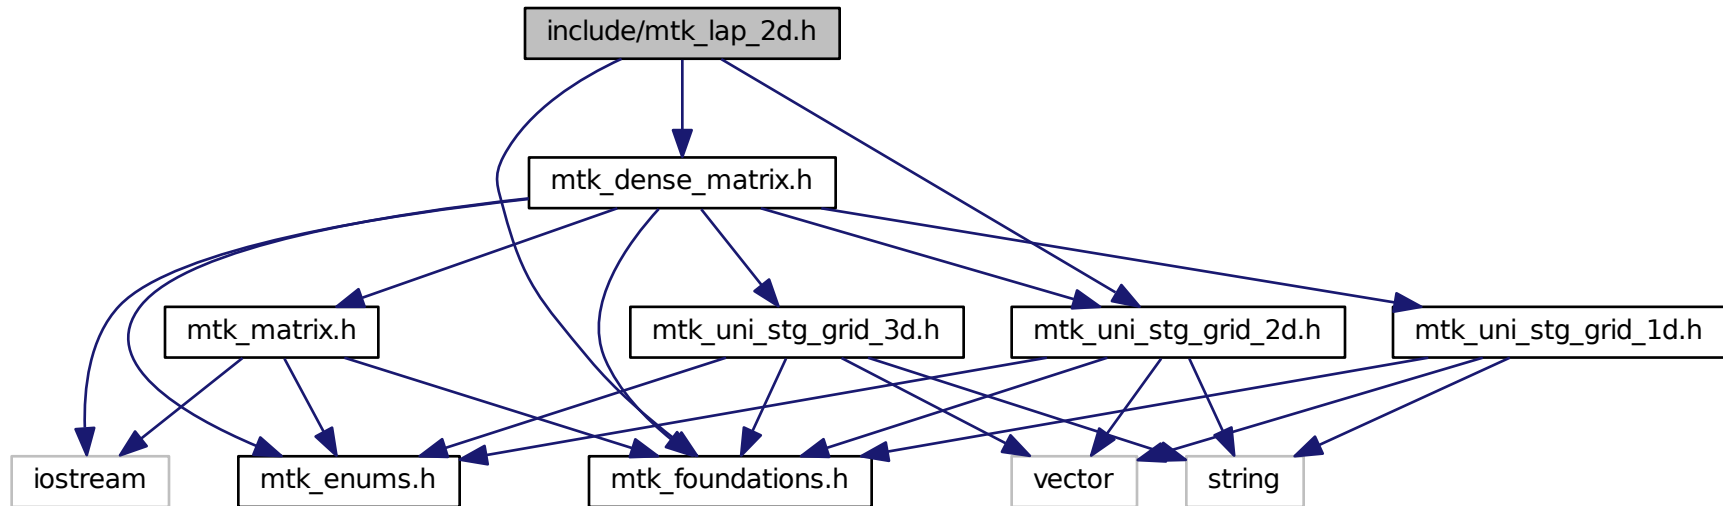 include/mtk_lap_2d.h
mtk_dense_matrix.h
mtk_matrix.h
mtk_uni_stg_grid_3d.h
mtk_uni_stg_grid_2d.h
mtk_uni_stg_grid_1d.h
iostream
mtk_enums.h
mtk_foundations.h
vector
string